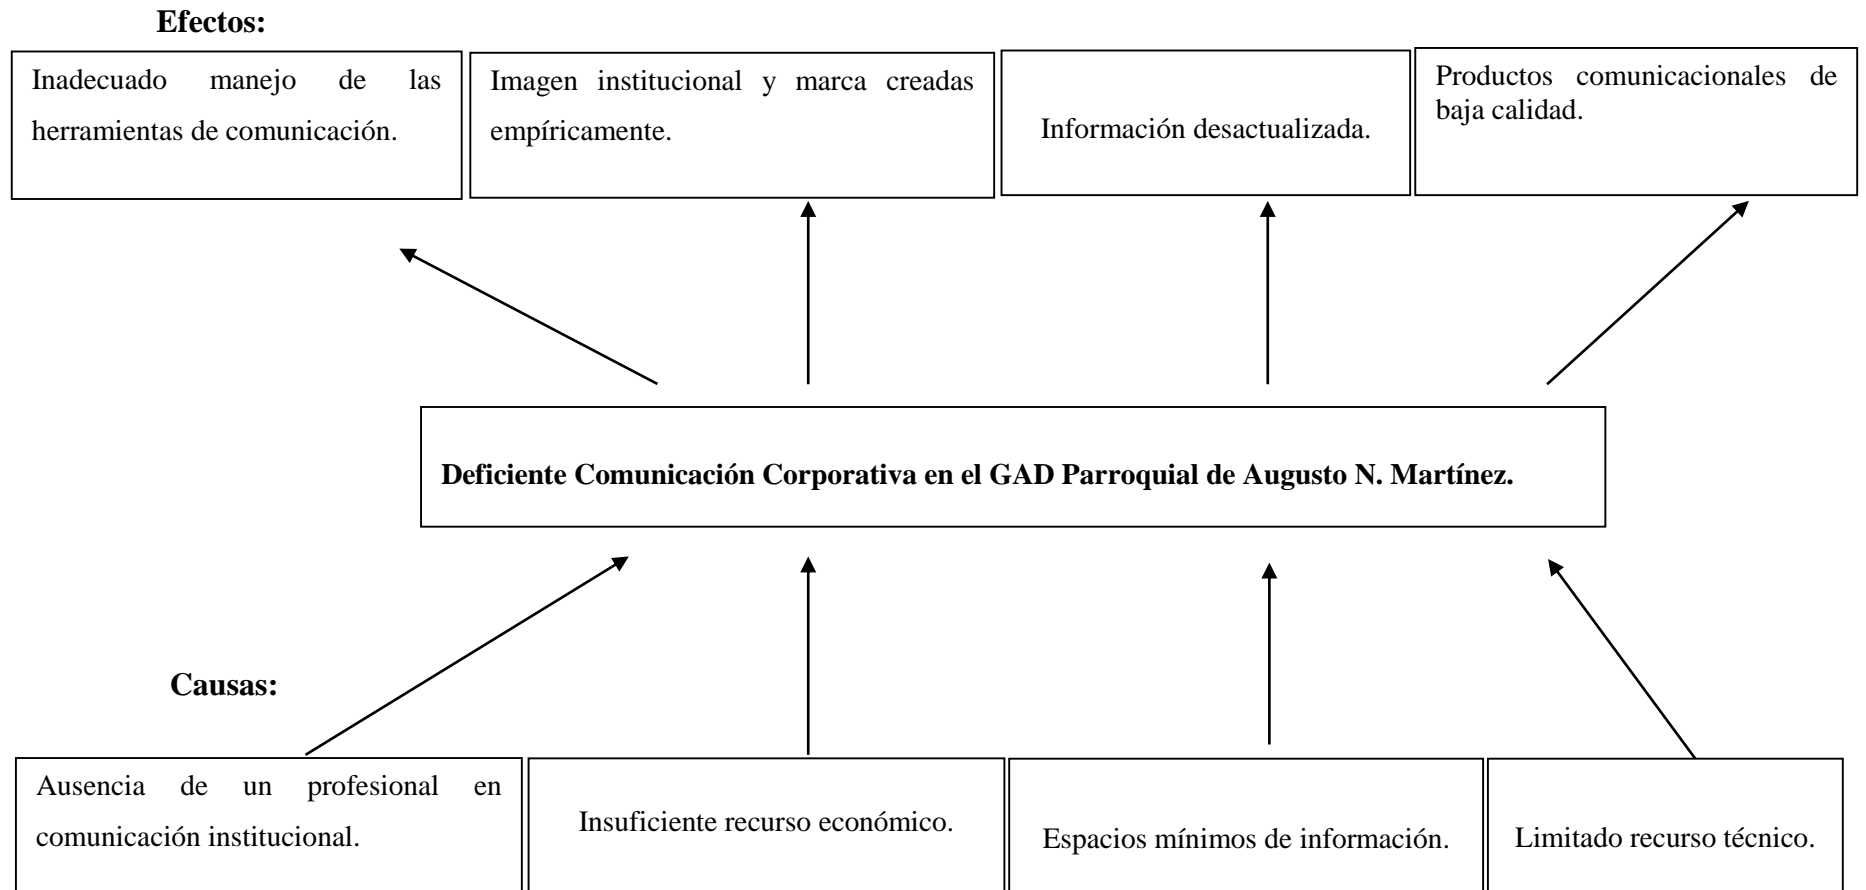 Efectos:
Inadecuado manejo de las
herramientas de comunicación.
Imagen institucional y marca creadas
empíricamente.
Información desactualizada.
Productos comunicacionales de
baja calidad.
Deficiente Comunicación Corporativa en el GAD Parroquial de Augusto N. Martínez.
Causas:
Ausencia de un profesional en
comunicación institucional.
Insuficiente recurso económico.
Espacios mínimos de información.
Limitado recurso técnico.